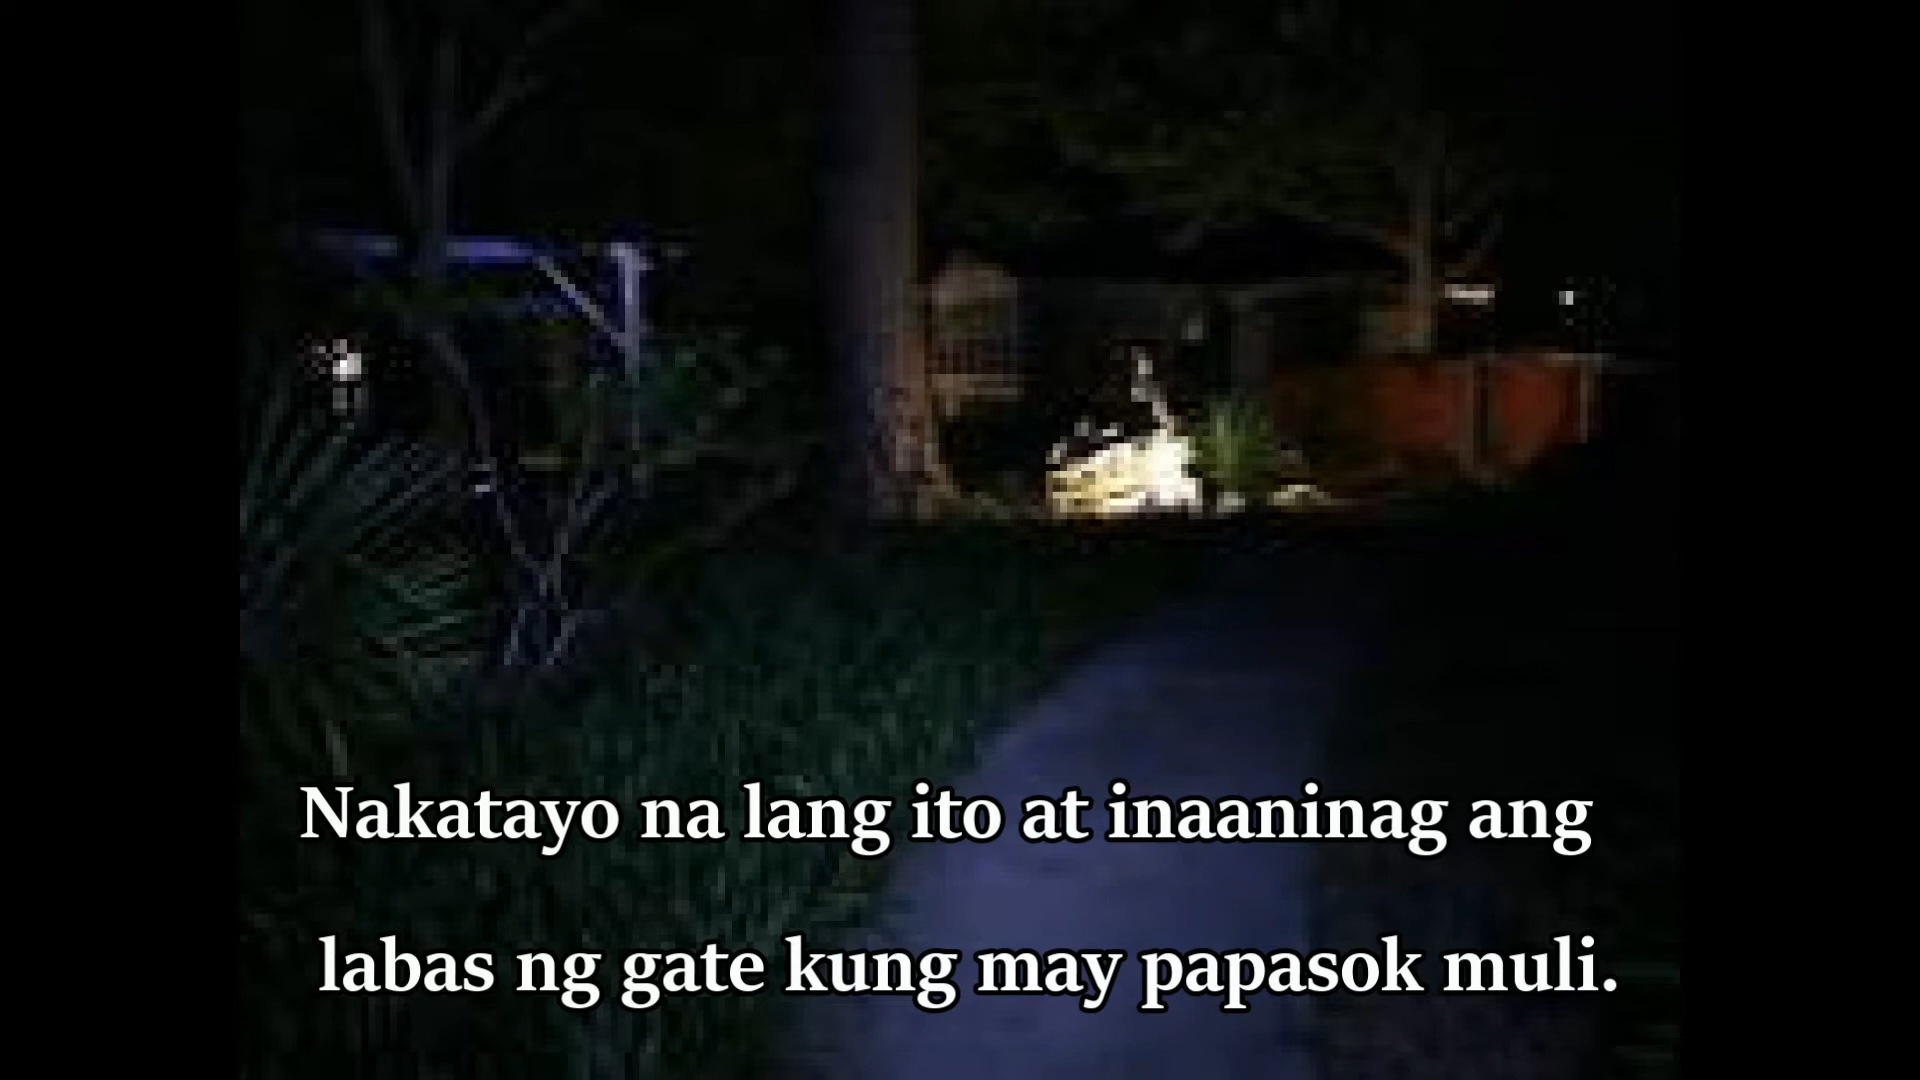 Nakatayo na lang ito at inaaninag ang
labas ng gate kung may papasok muli.